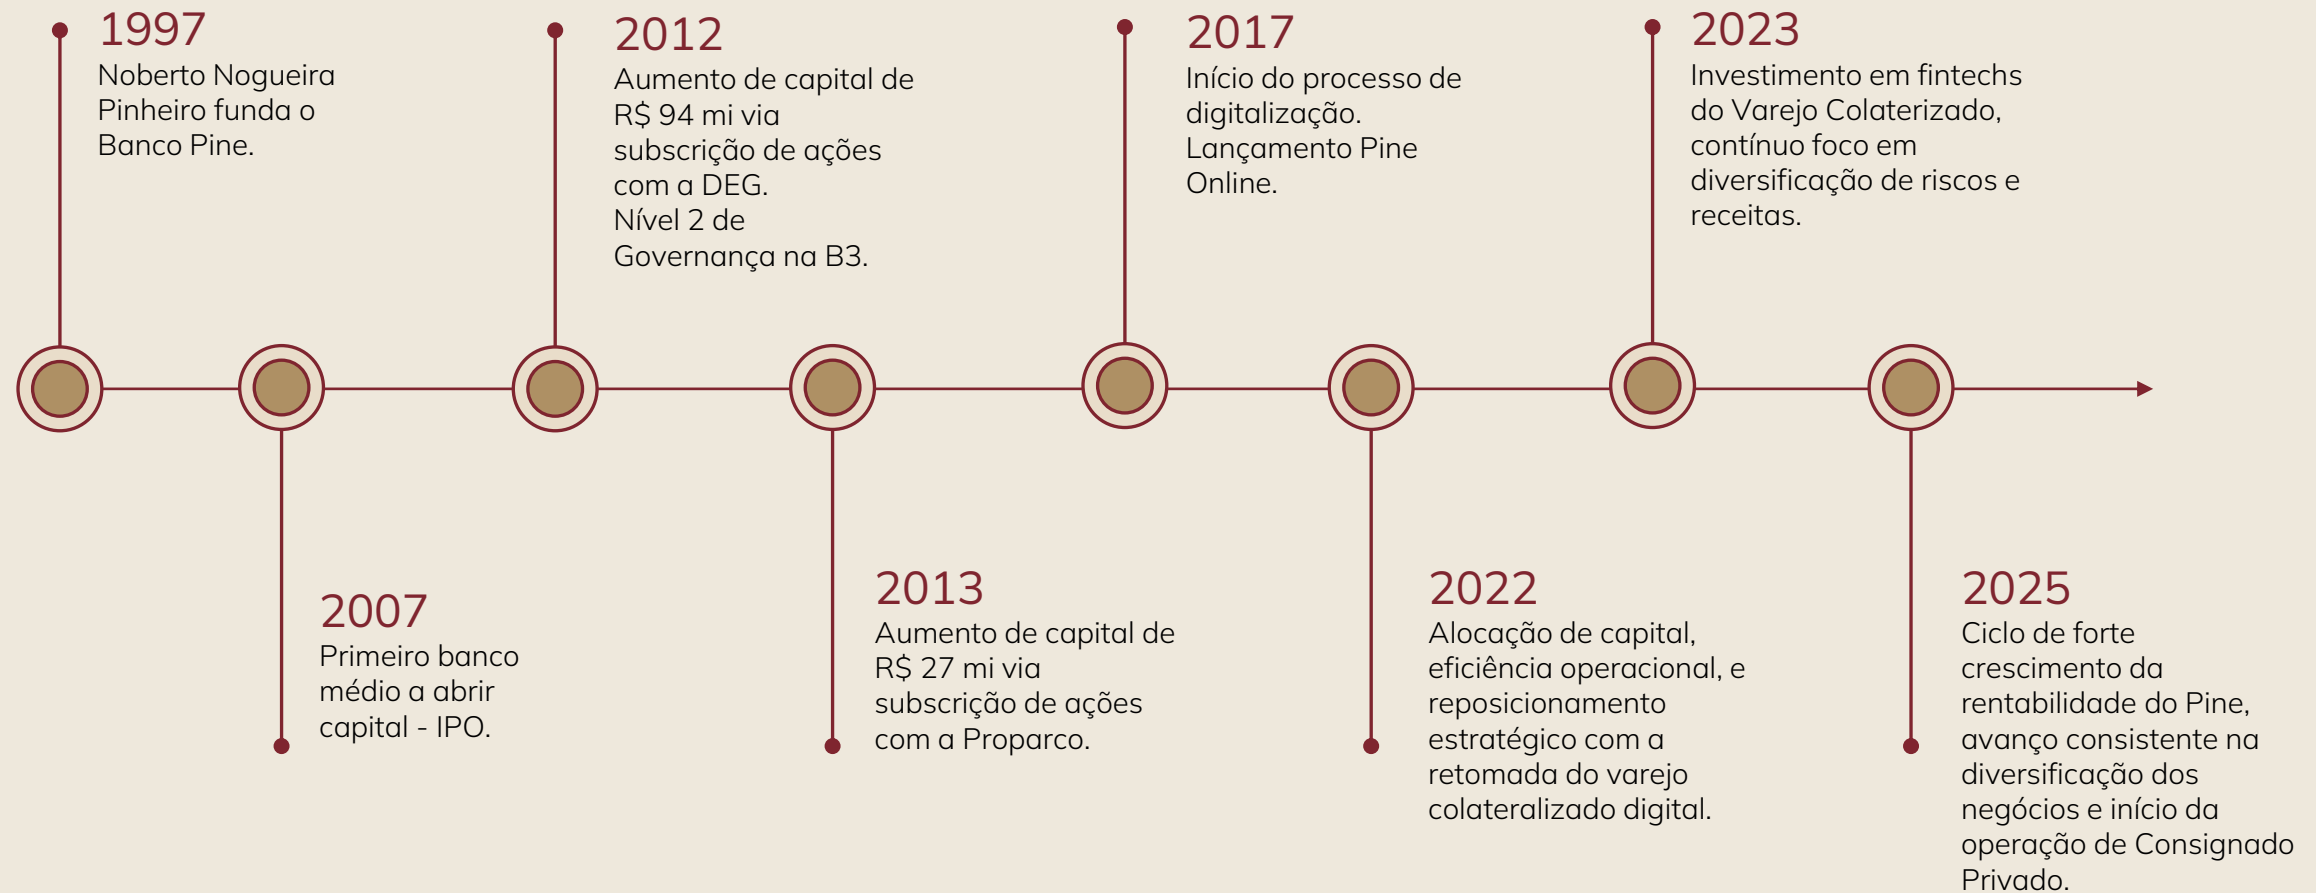 1997
Noberto Nogueira
Pinheiro funda o
Banco Pine.
2007
Primeiro banco
médio a abrir
capital - IPO.
2012
Aumento de capital de
R$ 94 mi via
subscrição de ações
com a DEG.
Nível 2 de
Governança na B3.
2013
Aumento de capital de
R$ 27 mi via
subscrição de ações
com a Proparco.
2017
Início do processo de
digitalização.
Lançamento Pine
Online.
2022
Alocação de capital,
eficiência operacional, e
reposicionamento
estratégico com a
retomada do varejo
colateralizado digital.
2023
Investimento em fintechs
do Varejo Colaterizado,
contínuo foco em
diversificação de riscos e
receitas.
2025
Ciclo de forte
crescimento da
rentabilidade do Pine,
avanço consistente na
diversificação dos
negócios e início da
operação de Consignado
Privado.